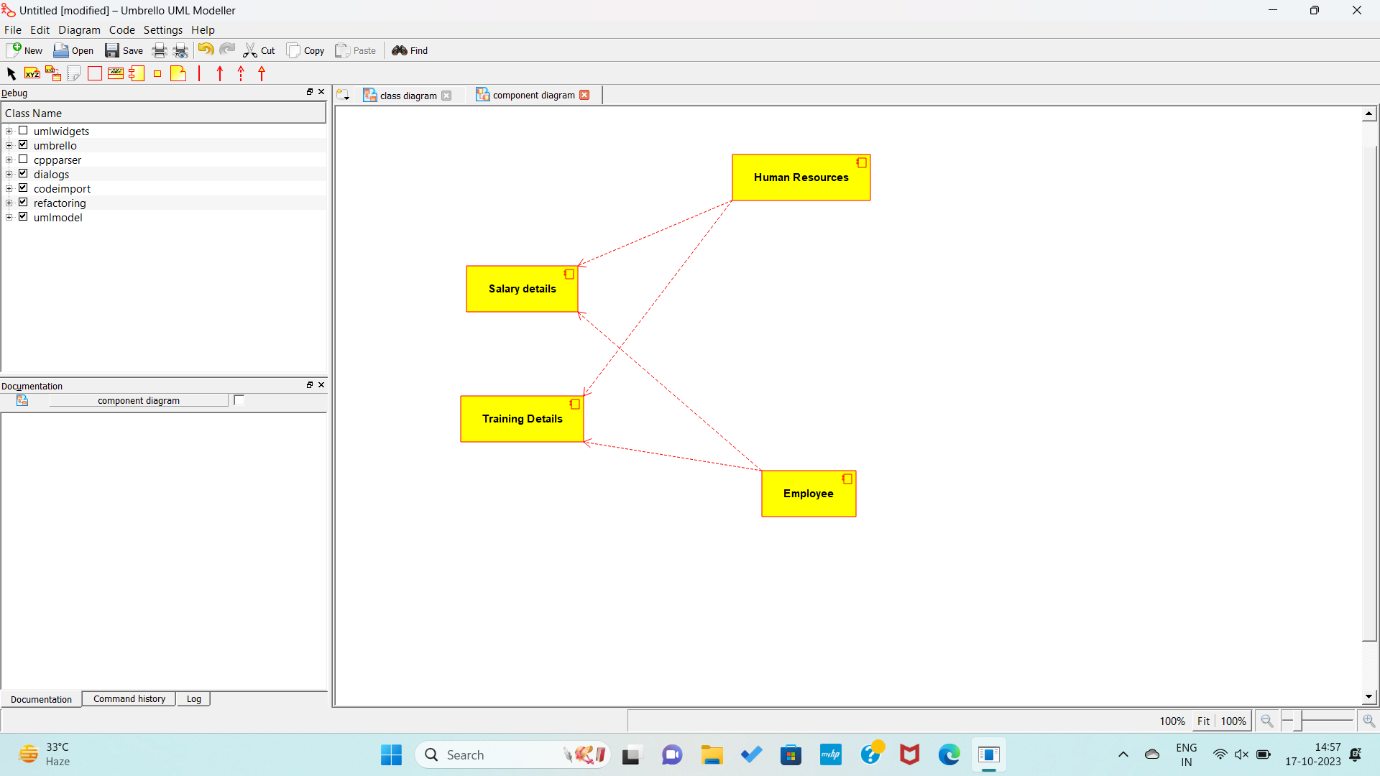 Untitled [modified] – Umbrello UML Modeller
File Edit Diagram Code Settings Help
New Open Save Cut Copy Paste Find
XYZ
Debug
class diagram component diagram
Class Name
umlwidgets
umbrello
cppparser
dialogs
codeimport
refactoring
umlmodel
Human Resources
Salary details
Training Details
Employee
Documentation
component diagram
Documentation Command history Log
100% Fit 100%
33°C
Haze
Search
myhp
ENG
IN
14:57
17-10-2023